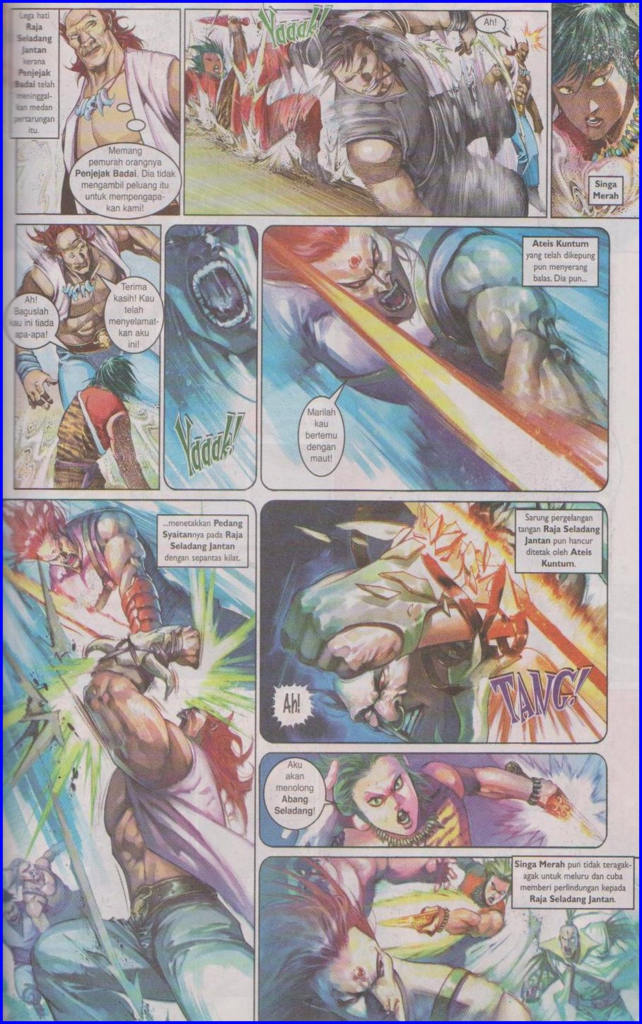 Lega hati
Raja
Seladang
Jantan
kerana
Penjejak
Badai telah
meninggal-
kan medan
pertarungan
itu.
Memang
pemurah orangnya
Penjejak Badai. Dia tidak
mengambil peluang itu
untuk mempengapa-
kan kami!
Yaaa!!
Ah!
Singa
Merah
Ah!
Baguslah
kau ini tiada
apa-apa!
Terima
kasih! Kau
telah
menyelamat-
kan aku
ini!
Yaaak!!
Ateis Kuntum
yang telah dikepung
pun menyerang
balas. Dia pun...
Marilah
kau
bertemu
dengan
maut!
...menetakkan Pedang
Syaitannya pada Raja
Seladang Jantan
dengan sepantas kilat.
Sarung pergelangan
tangan Raja Seladang
Jantan pun hancur
ditetak oleh Ateis
Kuntum.
Ah!
TANG!
Aku
akan
menolong
Abang
Seladang!
Singa Merah pun tidak teragak-
agak untuk meluru dan cuba
memberi perlindungan kepada
Raja Seladang Jantan.